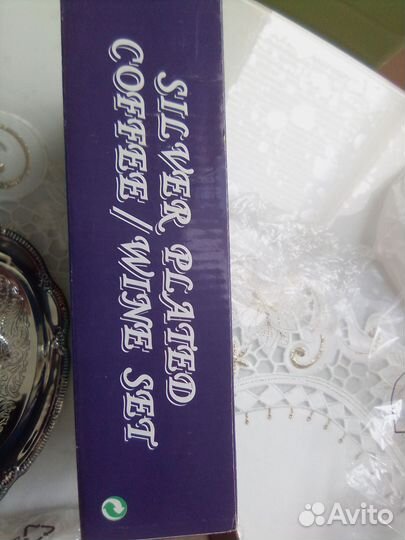 SILVER PLATED
COFFEE / WINE SET
Avito